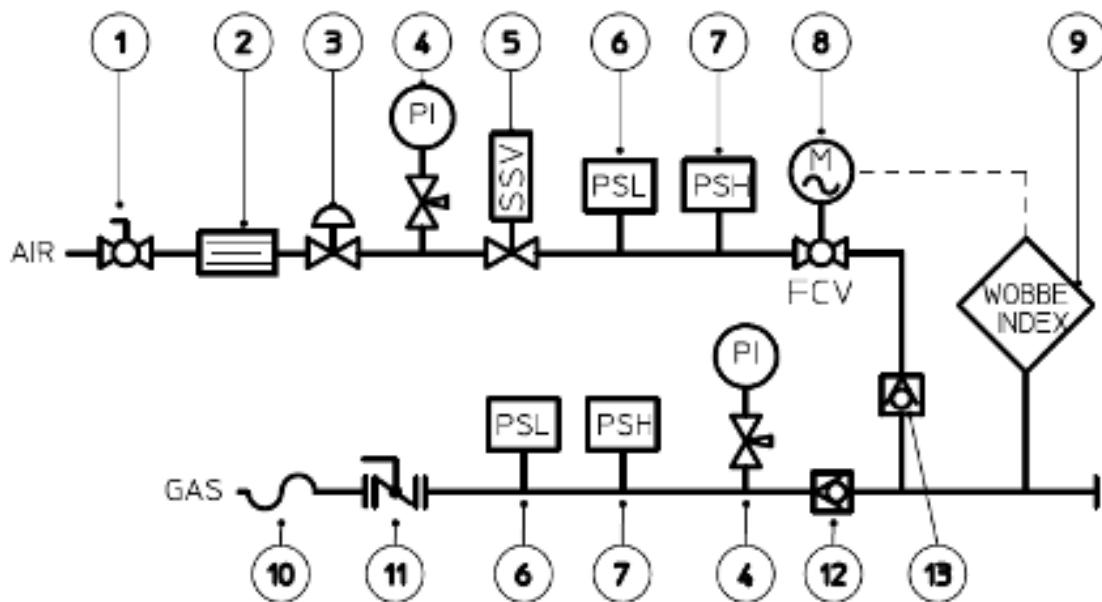 1 2 3 4 5 6 7 8 9
PI
M
SSV
PSL PSH
AIR
FCV
WOBBE
INDEX
PI
PSL PSH
GAS
10 11 6 7 4 12 13